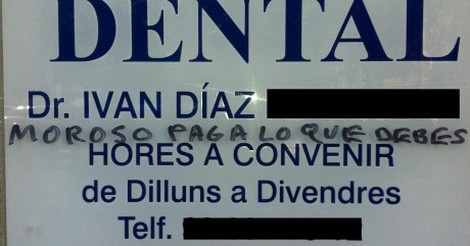 DENTAL
Dr. IVAN DÍAZ
MOROSO PAGA LO QUE DEBES
HORES A CONVENIR
de Dilluns a Divendres
Telf.